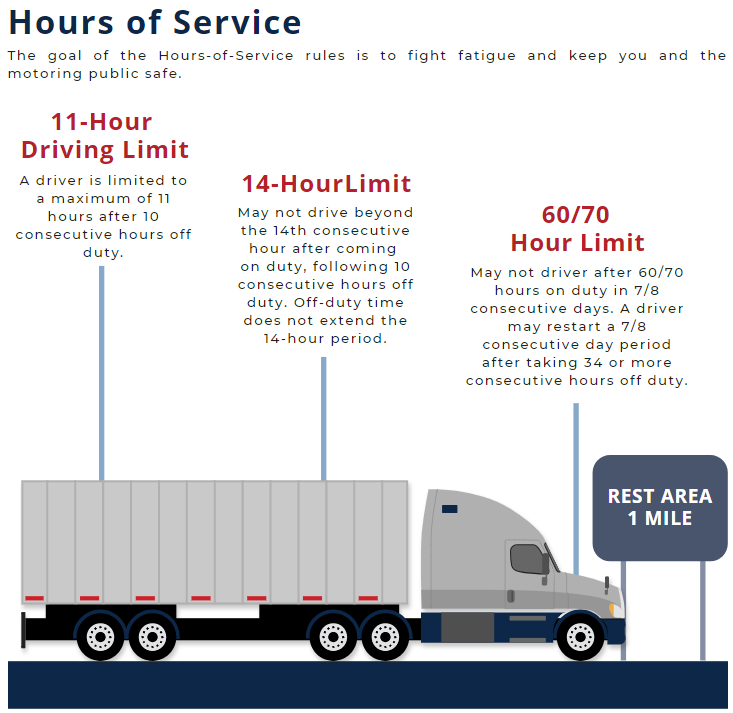 Hours of Service
The goal of the Hours-of-Service rules is to fight fatigue and keep you and the
motoring public safe.
11-Hour
Driving Limit
A driver is limited to
a maximum of 11
hours after 10
consecutive hours off
duty.
14-HourLimit
May not drive beyond
the 14th consecutive
hour after coming
on duty, following 10
consecutive hours off
duty. Off-duty time
does not extend the
14-hour period.
60/70
Hour Limit
May not driver after 60/70
hours on duty in 7/8
consecutive days. A driver
may restart a 7/8
consecutive day period
after taking 34 or more
consecutive hours off duty.
REST AREA
1 MILE